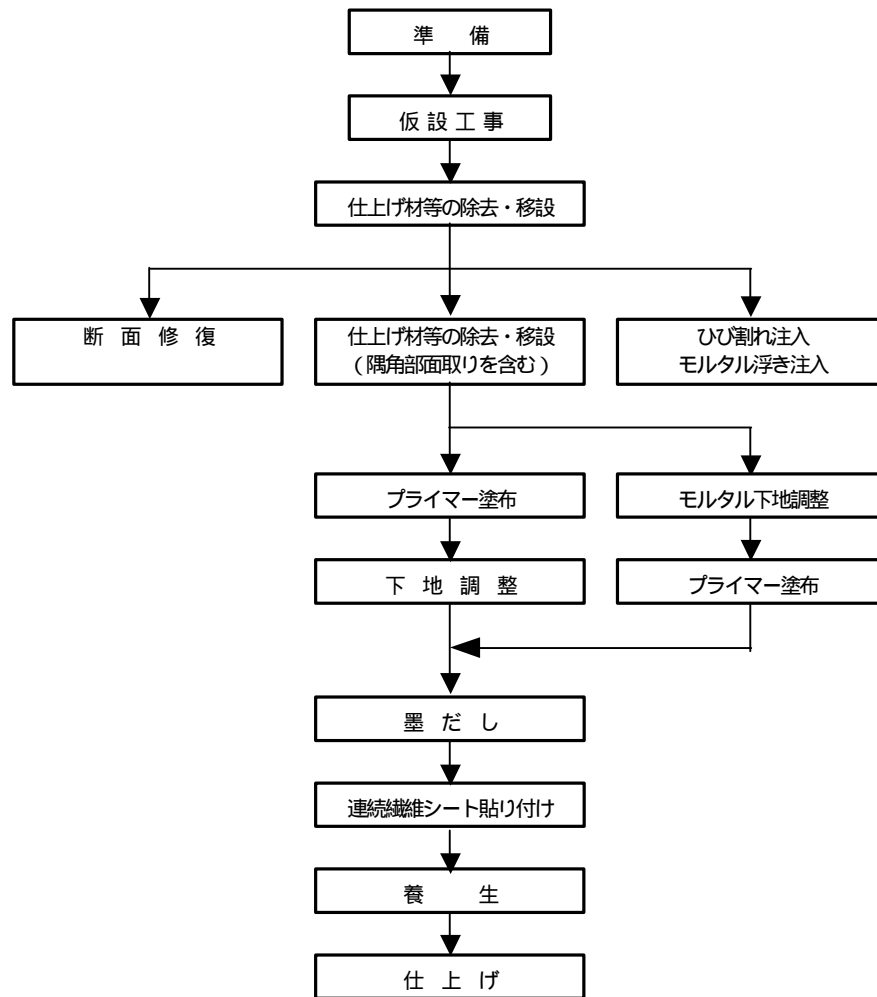 準 備
仮 設 工 事
仕上げ材等の除去・移設
断 面 修 復
仕上げ材等の除去・移設
(隅角部面取りを含む)
ひび割れ注入
モルタル浮き注入
プライマー塗布
モルタル下地調整
下 地 調 整
プライマー塗布
墨 だ し
連続繊維シート貼り付け
養 生
仕 上 げ